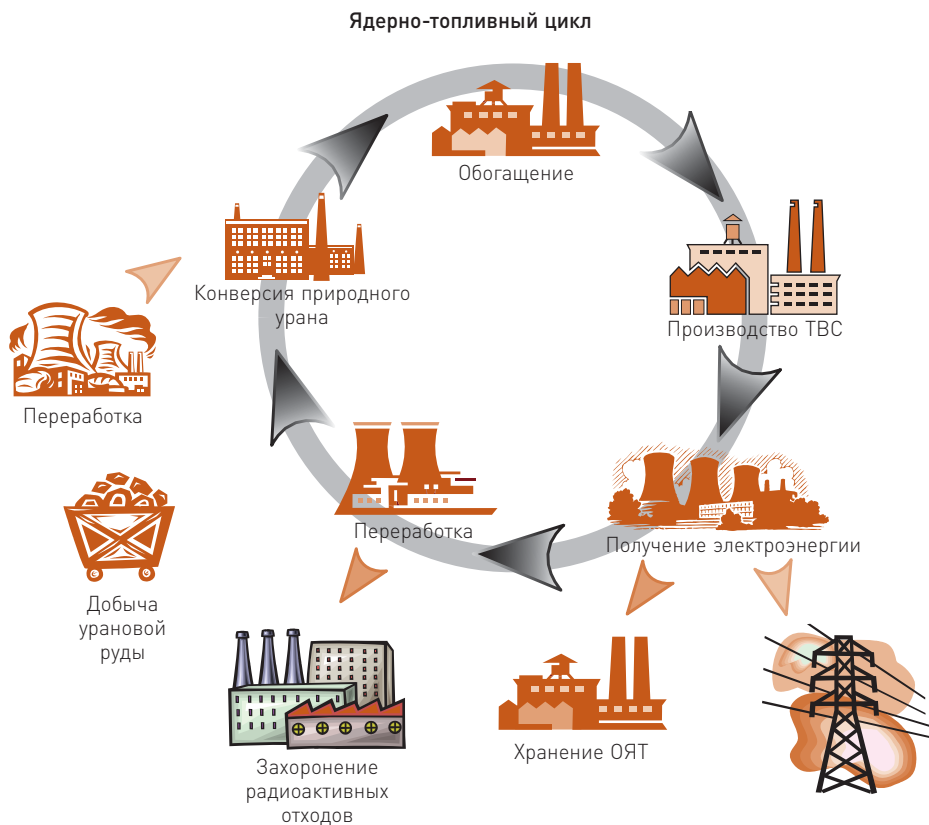 Ядерно-топливный цикл
Обогащение
Конверсия природного
урана
Производство ТВС
Переработка
Переработка
Получение электроэнергии
Добыча
урановой
руды
Хранение ОЯТ
Захоронение
радиоактивных
отходов